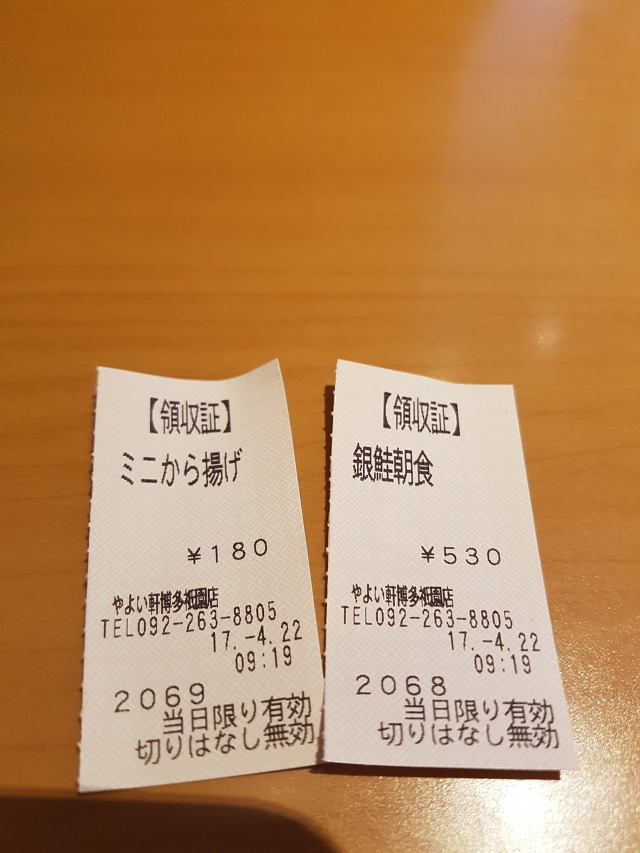 【領収証】
ミニから揚げ
¥180
やよい軒博多祇園店
TEL092-263-8805
17.-4.22
09:19
2069
当日限り有効
切りはなし無効
【領収証】
銀鮭朝食
¥530
やよい軒博多祇園店
TEL092-263-8805
17.-4.22
09:19
2068
当日限り有効
切りはなし無効